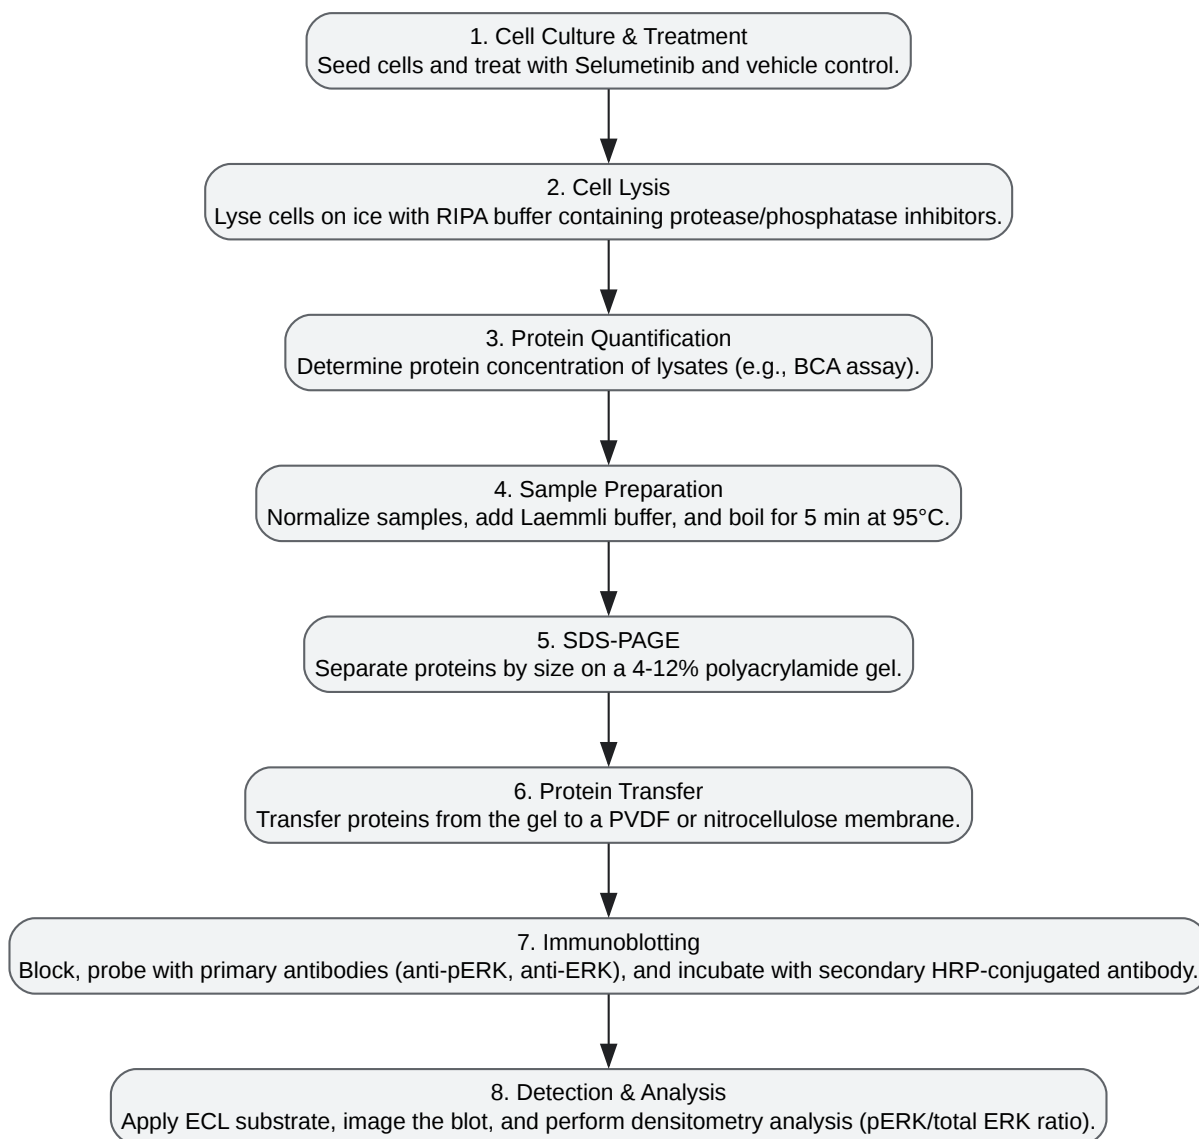 1. Cell Culture & Treatment
Seed cells and treat with Selumetinib and vehicle control.
2. Cell Lysis
Lyse cells on ice with RIPA buffer containing protease/phosphatase inhibitors.
3. Protein Quantification
Determine protein concentration of lysates (e.g., BCA assay).
4. Sample Preparation
Normalize samples, add Laemmli buffer, and boil for 5 min at 95°C.
5. SDS-PAGE
Separate proteins by size on a 4-12% polyacrylamide gel.
6. Protein Transfer
Transfer proteins from the gel to a PVDF or nitrocellulose membrane.
7. Immunoblotting
Block, probe with primary antibodies (anti-pERK, anti-ERK), and incubate with secondary HRP-conjugated antibody.
8. Detection & Analysis
Apply ECL substrate, image the blot, and perform densitometry analysis (pERK/total ERK ratio).